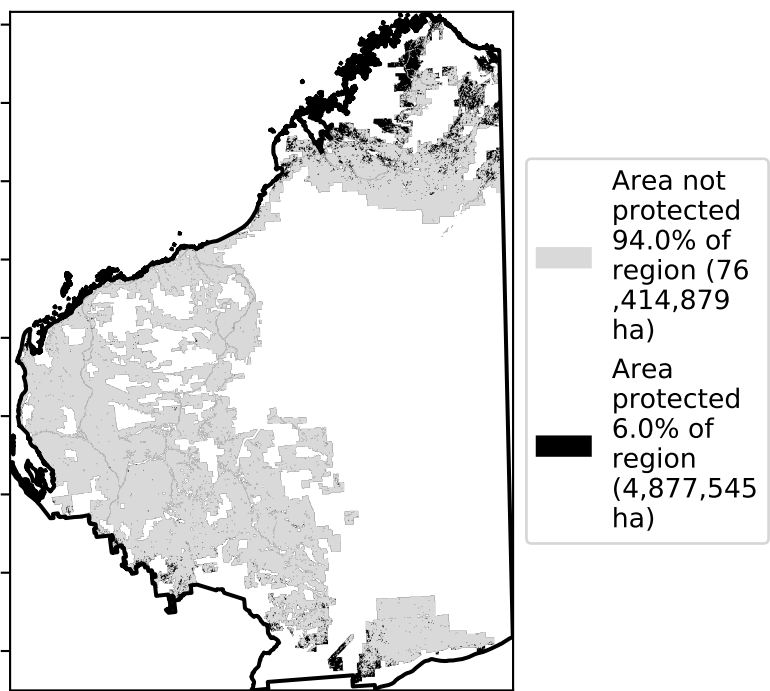 Area not
protected
94.0% of
region (76
,414,879
ha)
Area
protected
6.0% of
region
(4,877,545
ha)